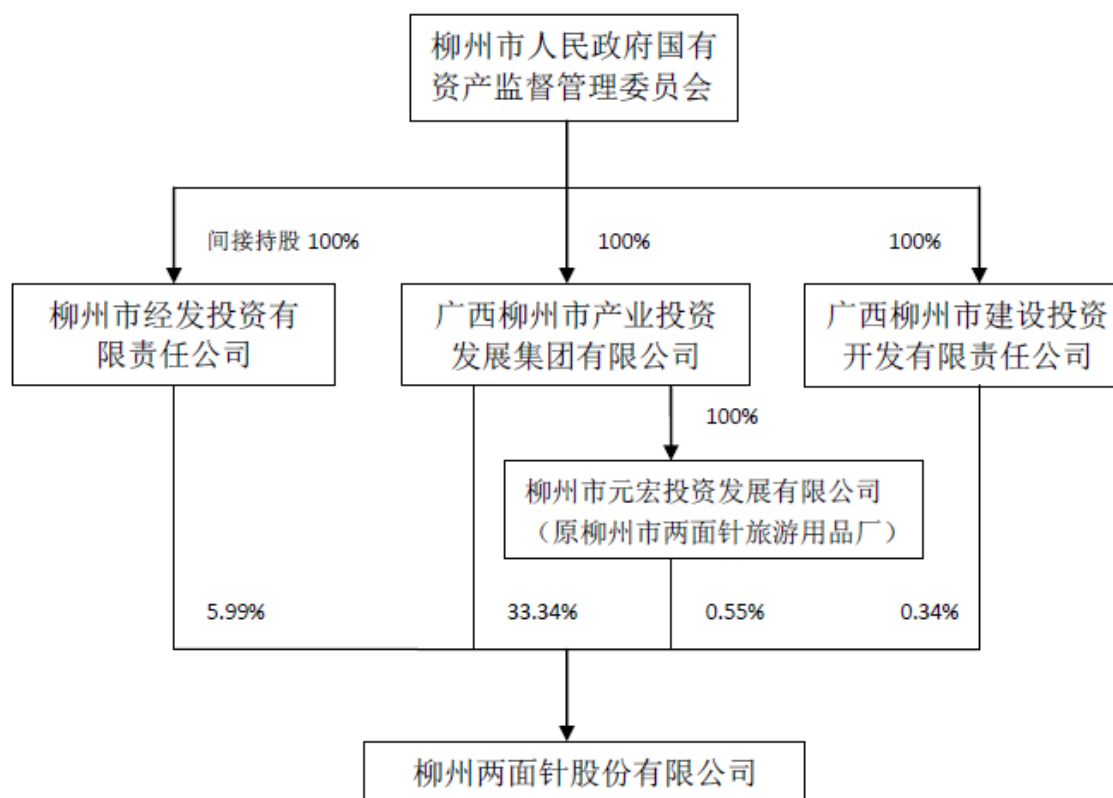 柳州市人民政府国有
资产监督管理委员会
间接持股 100%
100%
100%
柳州市经发投资有
限责任公司
广西柳州市产业投资
发展集团有限公司
广西柳州市建设投资
开发有限责任公司
100%
柳州市元宏投资发展有限公司
（原柳州市两面针旅游用品厂）
5.99%
33.34%
0.55%
0.34%
柳州两面针股份有限公司